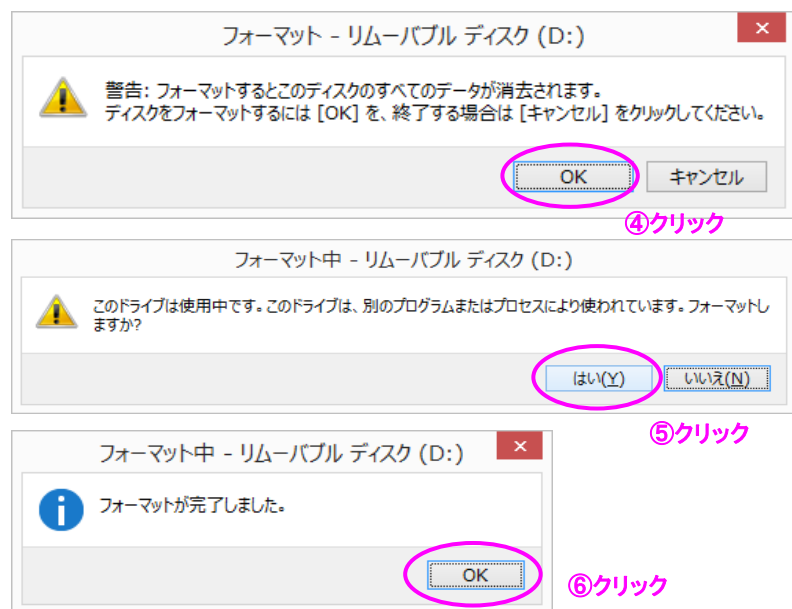 フォーマット - リムーバブル ディスク (D:)
×
警告: フォーマットするとこのディスクのすべてのデータが消去されます。
ディスクをフォーマットするには [OK] を、終了する場合は [キャンセル] をクリックしてください。
OK
キャンセル
④クリック
フォーマット中 - リムーバブル ディスク (D:)
このドライブは使用中です。このドライブは、別のプログラムまたはプロセスにより使われています。フォーマットし
ますか?
はい(Y)
いいえ(N)
⑤クリック
フォーマット中 - リムーバブル ディスク (D:)
×
フォーマットが完了しました。
OK
⑥クリック